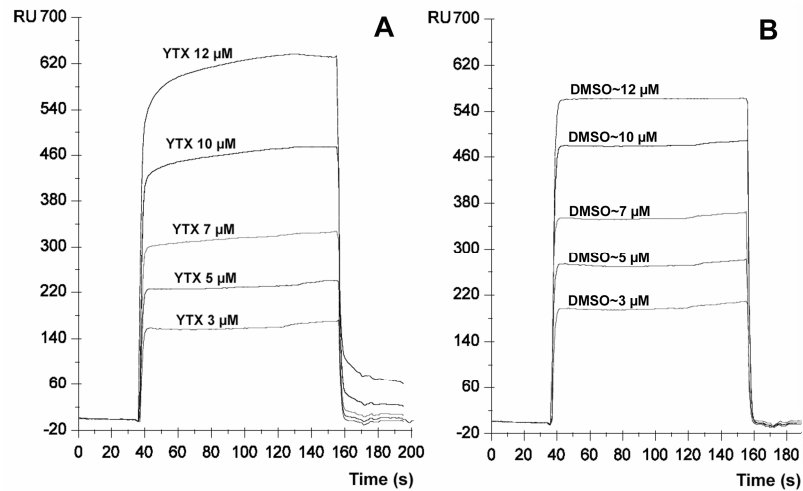 RU 700
620
540
460
380
300
220
140
60
-20
0 20 40 60 80 100 120 140 160 180 200
Time (s)
A
YTX 12 µM
YTX 10 µM
YTX 7 µM
YTX 5 µM
YTX 3 µM
RU 700
620
540
460
380
300
220
140
60
-20
0 20 40 60 80 100 120 140 160 180
Time (s)
B
DMSO~12 µM
DMSO~10 µM
DMSO~7 µM
DMSO~5 µM
DMSO~3 µM